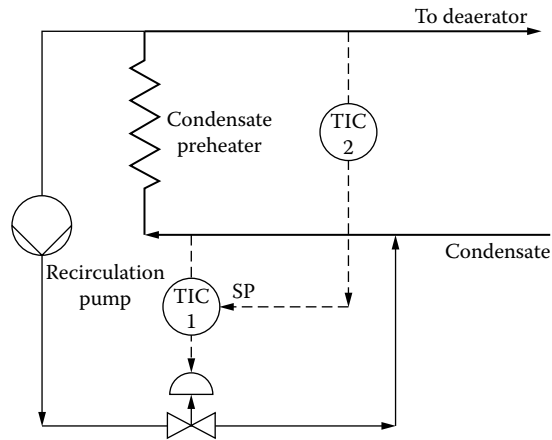 To deaerator
Condensate
preheater
TIC
2
Condensate
Recirculation
pump
TIC
1
SP